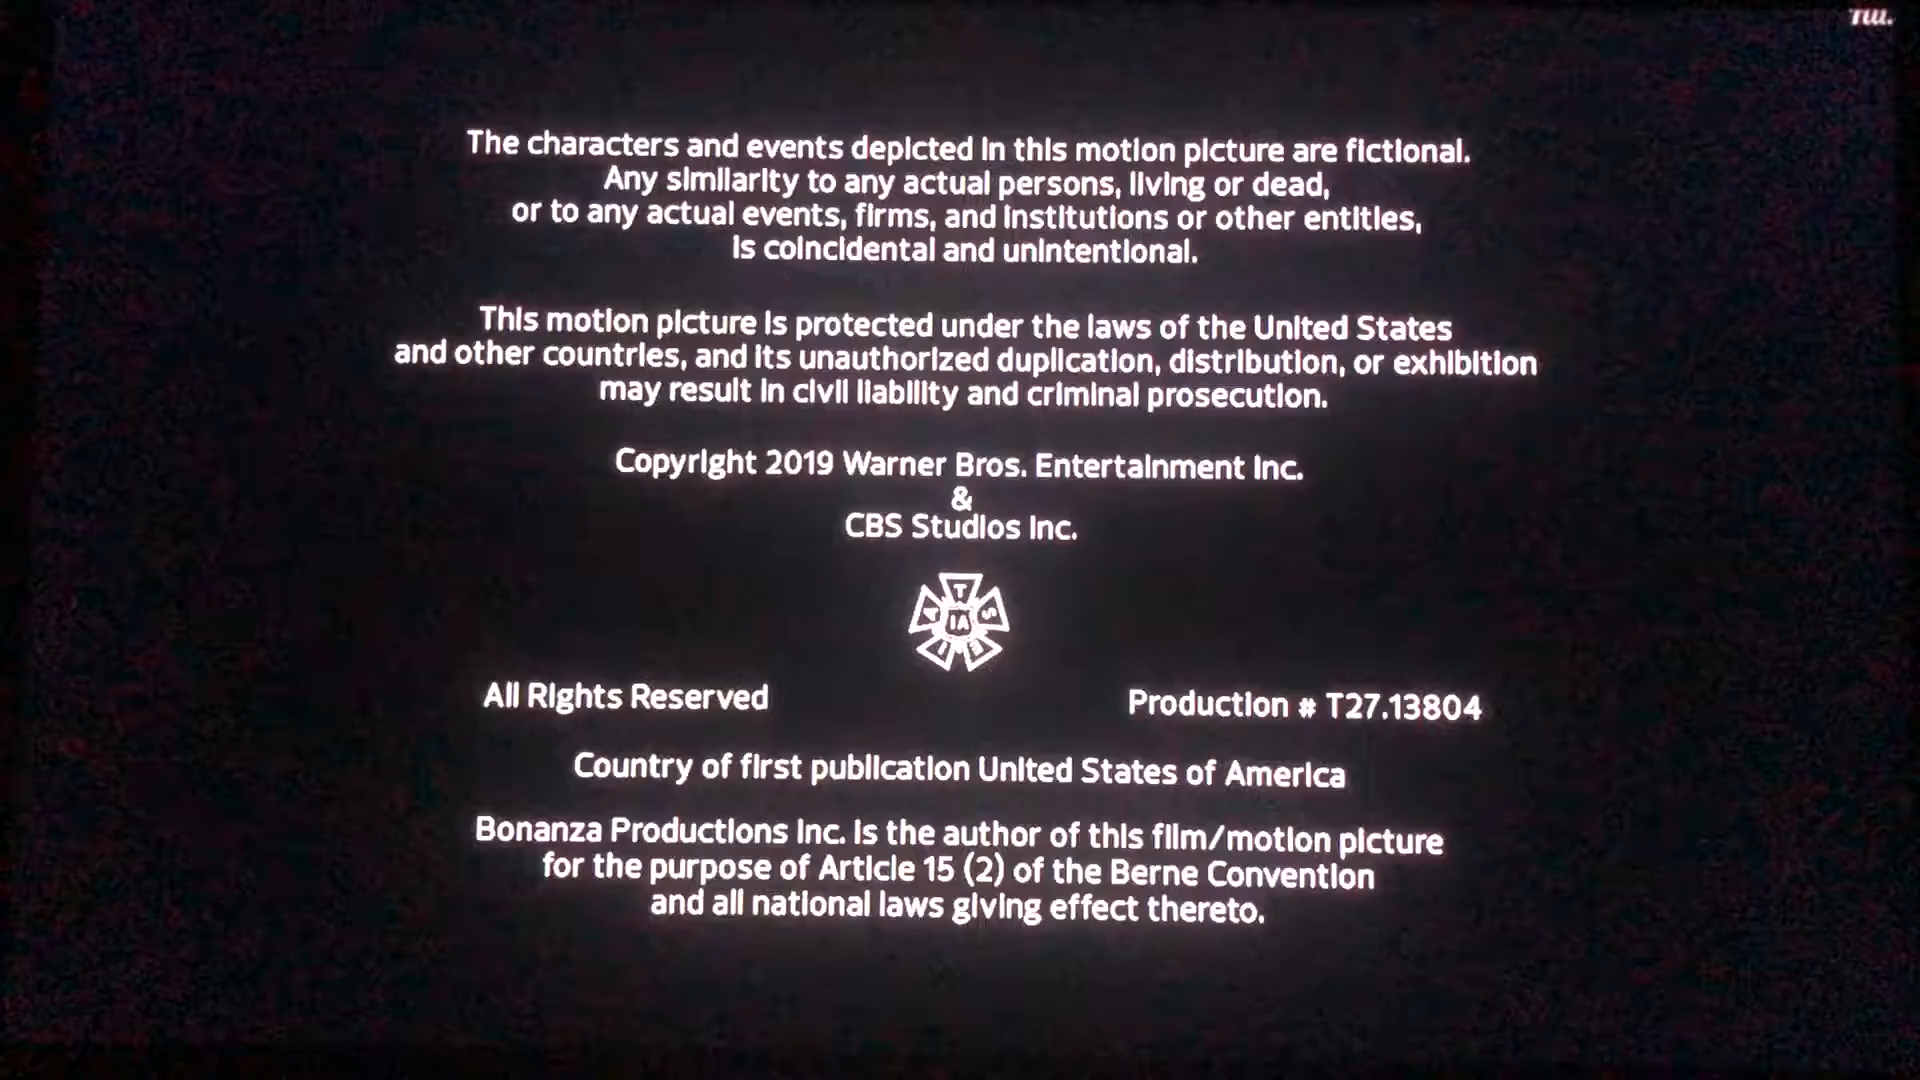 TW.
The characters and events depicted in this motion picture are fictional.
Any similarity to any actual persons, living or dead,
or to any actual events, firms, and institutions or other entities,
is coincidental and unintentional.
This motion picture is protected under the laws of the United States
and other countries, and its unauthorized duplication, distribution, or exhibition
may result in civil liability and criminal prosecution.
Copyright 2019 Warner Bros. Entertainment Inc.
&
CBS Studios Inc.
I A T S E
IA
All Rights Reserved
Production # T27.13804
Country of first publication United States of America
Bonanza Productions Inc. is the author of this film/motion picture
for the purpose of Article 15 (2) of the Berne Convention
and all national laws giving effect thereto.